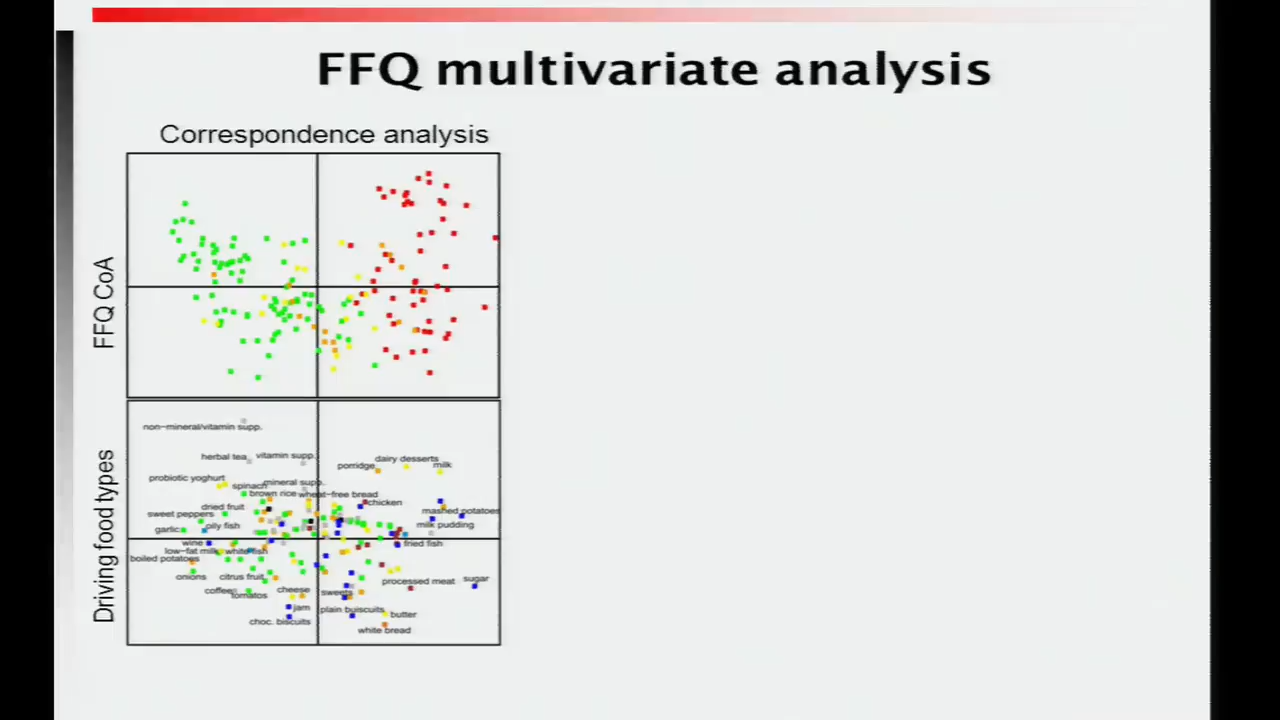 FFQ multivariate analysis
Correspondence analysis
FFQ CoA
Driving food types
non-mineral/vitamin supp.
herbal tea
vitamin supp.
porridge
dairy desserts
milk
probiotic yoghurt
spinach
mineral supp.
brown rice
wheat-free bread
dried fruit
chicken
sweet peppers
mashed potatoes
garlic
oily fish
milk pudding
wine
fried fish
low-fat milk
white fish
boiled potatoes
onions
citrus fruit
processed meat
sugar
coffee
tomatos
cheese
sweets
jam
plain buiscuits
butter
choc. biscuits
white bread